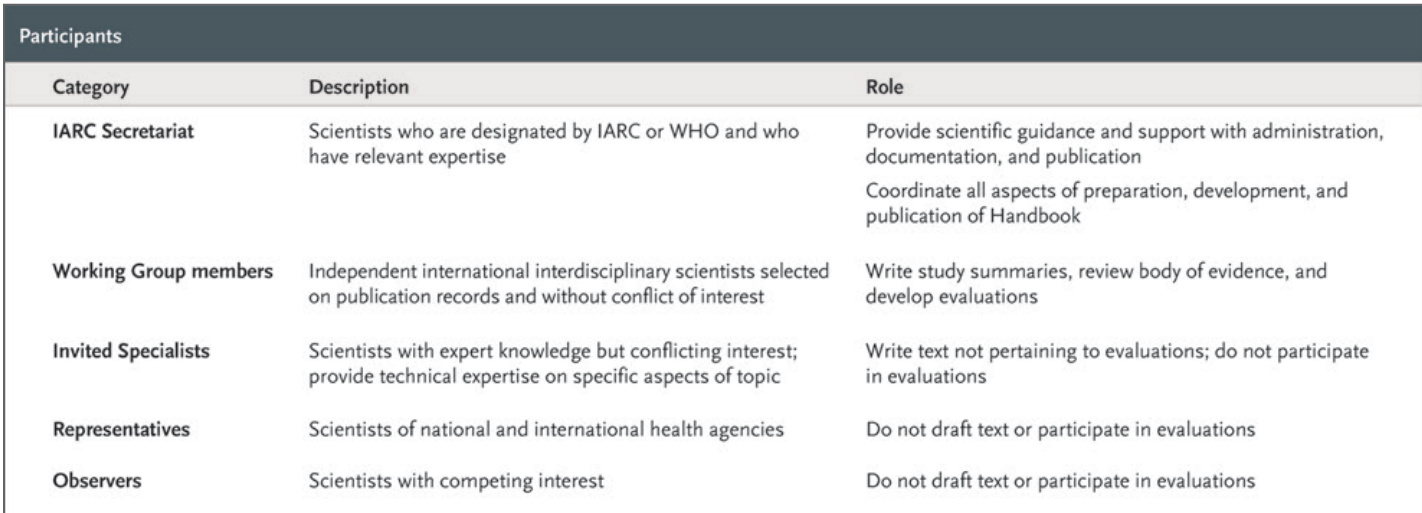 Participants
Category Description Role
IARC Secretariat Scientists who are designated by IARC or WHO and who Provide scientific guidance and support with administration,
have relevant expertise documentation, and publication
Coordinate all aspects of preparation, development, and
publication of Handbook
Working Group members Independent international interdisciplinary scientists selected Write study summaries, review body of evidence, and
on publication records and without conflict of interest develop evaluations
Invited Specialists Scientists with expert knowledge but conflicting interest; Write text not pertaining to evaluations; do not participate
provide technical expertise on specific aspects of topic in evaluations
Representatives Scientists of national and international health agencies Do not draft text or participate in evaluations
Observers Scientists with competing interest Do not draft text or participate in evaluations